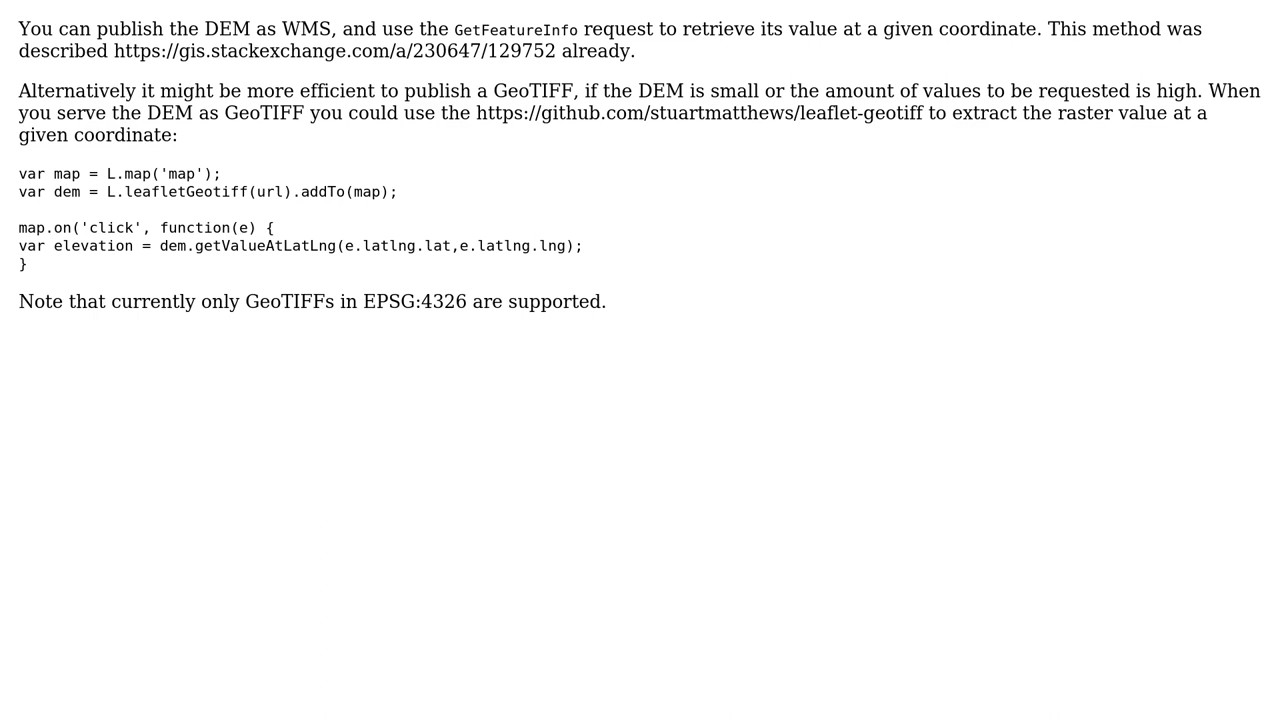 You can publish the DEM as WMS, and use the GetFeatureInfo request to retrieve its value at a given coordinate. This method was
described https://gis.stackexchange.com/a/230647/129752 already.
Alternatively it might be more efficient to publish a GeoTIFF, if the DEM is small or the amount of values to be requested is high. When
you serve the DEM as GeoTIFF you could use the https://github.com/stuartmatthews/leaflet-geotiff to extract the raster value at a
given coordinate:
var map = L.map('map');
var dem = L.leafletGeotiff(url).addTo(map);
map.on('click', function(e) {
var elevation = dem.getValueAtLatLng(e.latlng.lat,e.latlng.lng);
}
Note that currently only GeoTIFFs in EPSG:4326 are supported.